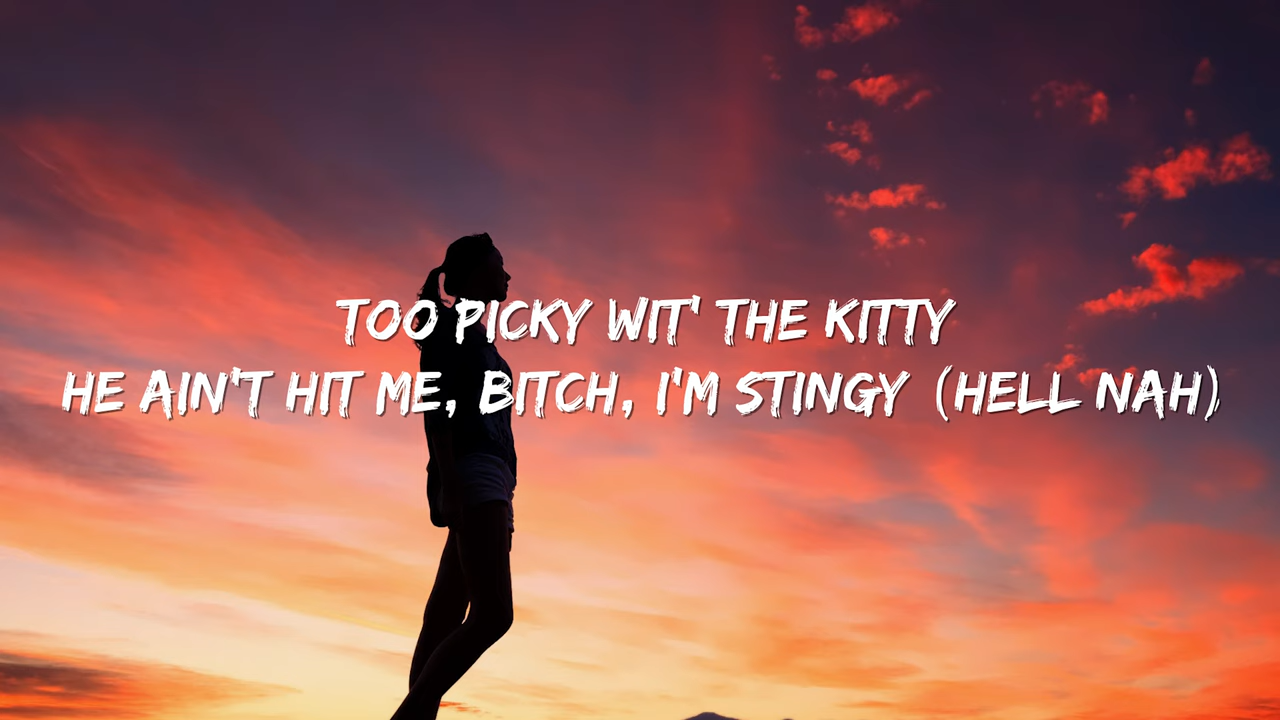 TOO PICKY WIT' THE KITTY
HE AIN'T HIT ME, BITCH, I'M STINGY (HELL NAH)